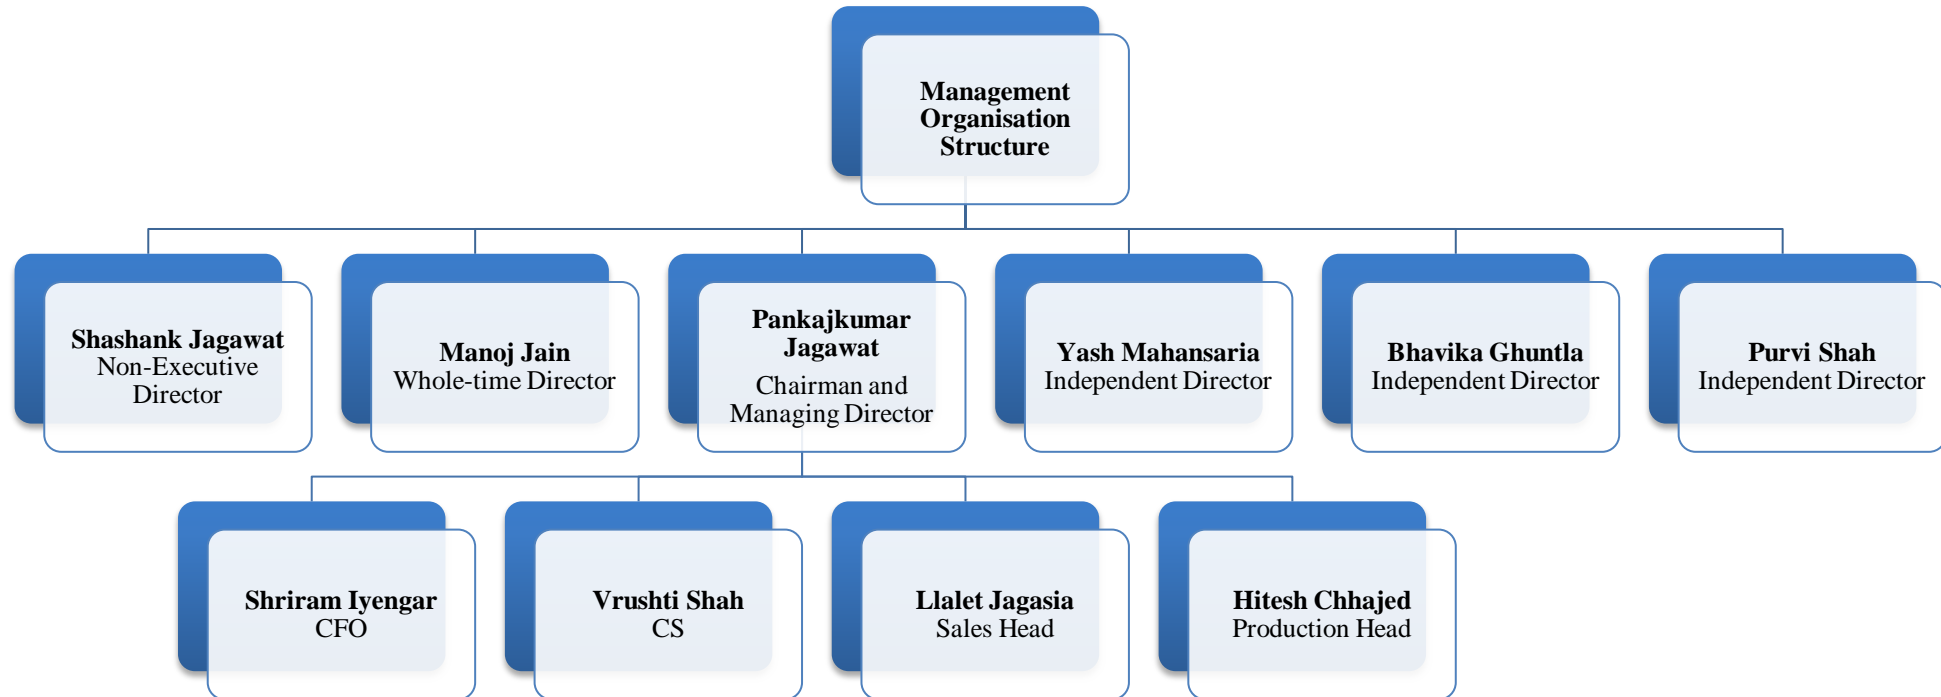 Management
Organisation
Structure
Shashank Jagawat
Non-Executive
Director
Manoj Jain
Whole-time Director
Pankajkumar
Jagawat
Chairman and
Managing Director
Yash Mahansaria
Independent Director
Bhavika Ghuntla
Independent Director
Purvi Shah
Independent Director
Shriram Iyengar
CFO
Vrushti Shah
CS
Llalet Jagasia
Sales Head
Hitesh Chhajed
Production Head